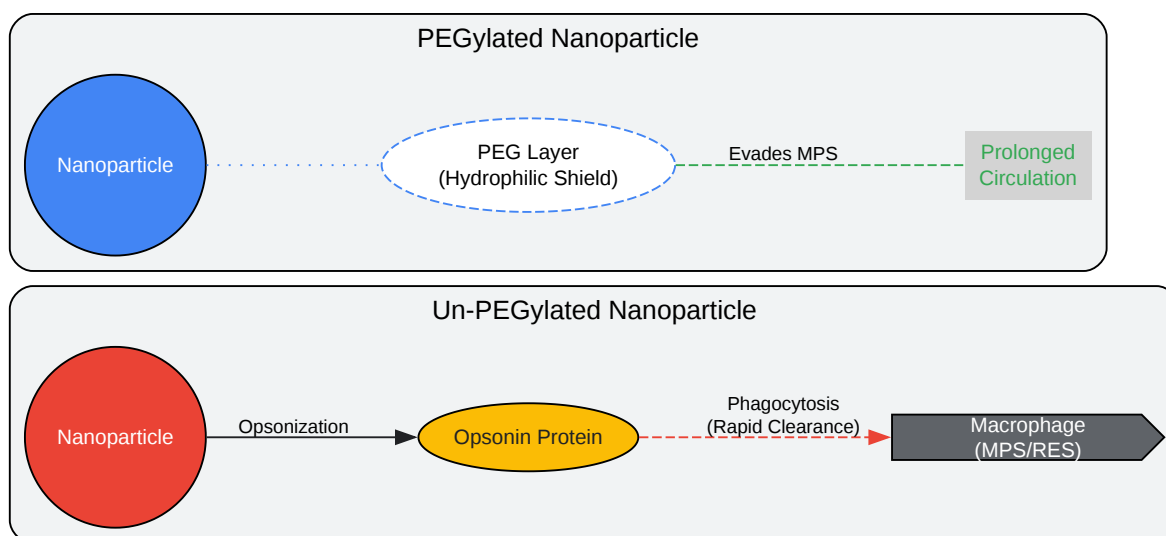 PEGylated Nanoparticle
Nanoparticle
PEG Layer
(Hydrophilic Shield)
Evades MPS
Prolonged
Circulation
Un-PEGylated Nanoparticle
Nanoparticle
Opsonization
Opsonin Protein
Phagocytosis
(Rapid Clearance)
Macrophage
(MPS/RES)